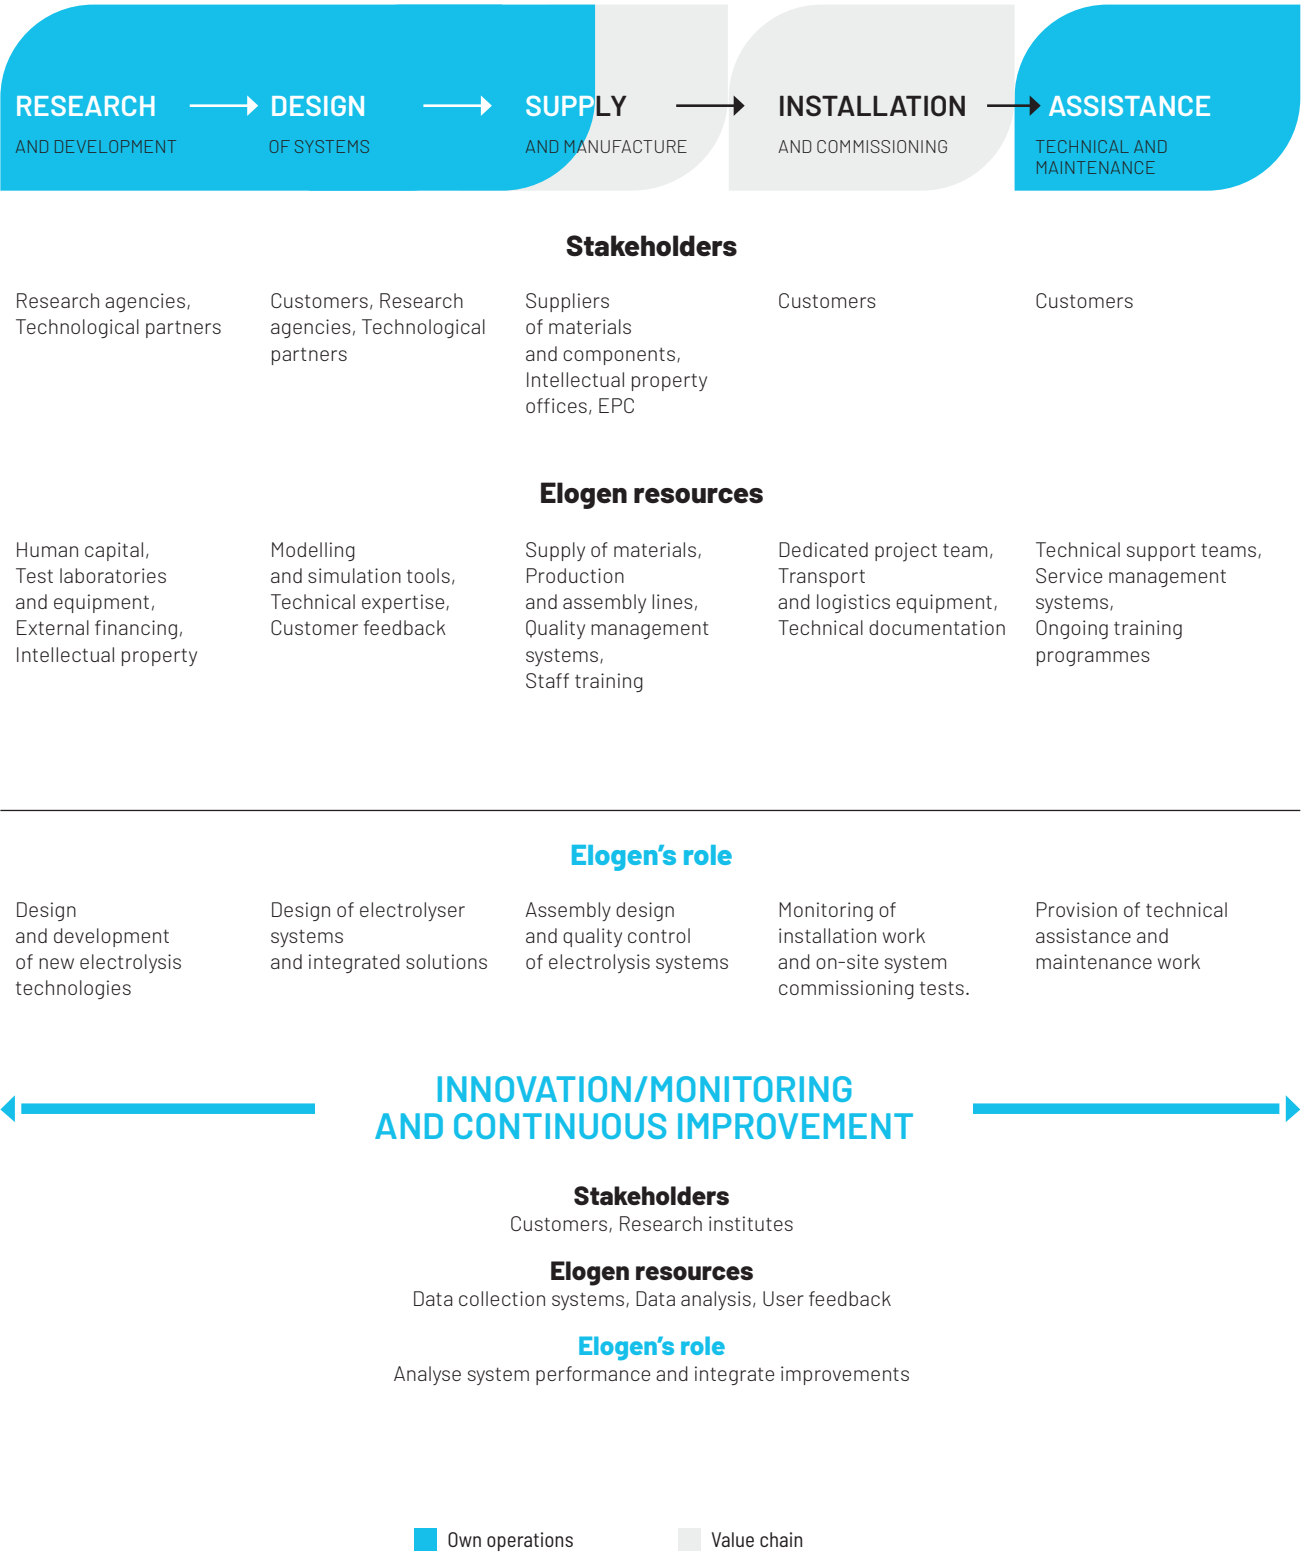 RESEARCH
AND DEVELOPMENT
DESIGN
OF SYSTEMS
SUPPLY
AND MANUFACTURE
INSTALLATION
AND COMMISSIONING
ASSISTANCE
TECHNICAL AND
MAINTENANCE
Stakeholders
Research agencies,
Technological partners
Customers, Research
agencies, Technological
partners
Suppliers
of materials
and components,
Intellectual property
offices, EPC
Customers
Customers
Elogen resources
Human capital,
Test laboratories
and equipment,
External financing,
Intellectual property
Modelling
and simulation tools,
Technical expertise,
Customer feedback
Supply of materials,
Production
and assembly lines,
Quality management
systems,
Staff training
Dedicated project team,
Transport
and logistics equipment,
Technical documentation
Technical support teams,
Service management
systems,
Ongoing training
programmes
Elogen’s role
Design
and development
of new electrolysis
technologies
Design of electrolyser
systems
and integrated solutions
Assembly design
and quality control
of electrolysis systems
Monitoring of
installation work
and on-site system
commissioning tests.
Provision of technical
assistance and
maintenance work
INNOVATION/MONITORING
AND CONTINUOUS IMPROVEMENT
Stakeholders
Customers, Research institutes
Elogen resources
Data collection systems, Data analysis, User feedback
Elogen’s role
Analyse system performance and integrate improvements
Own operations
Value chain